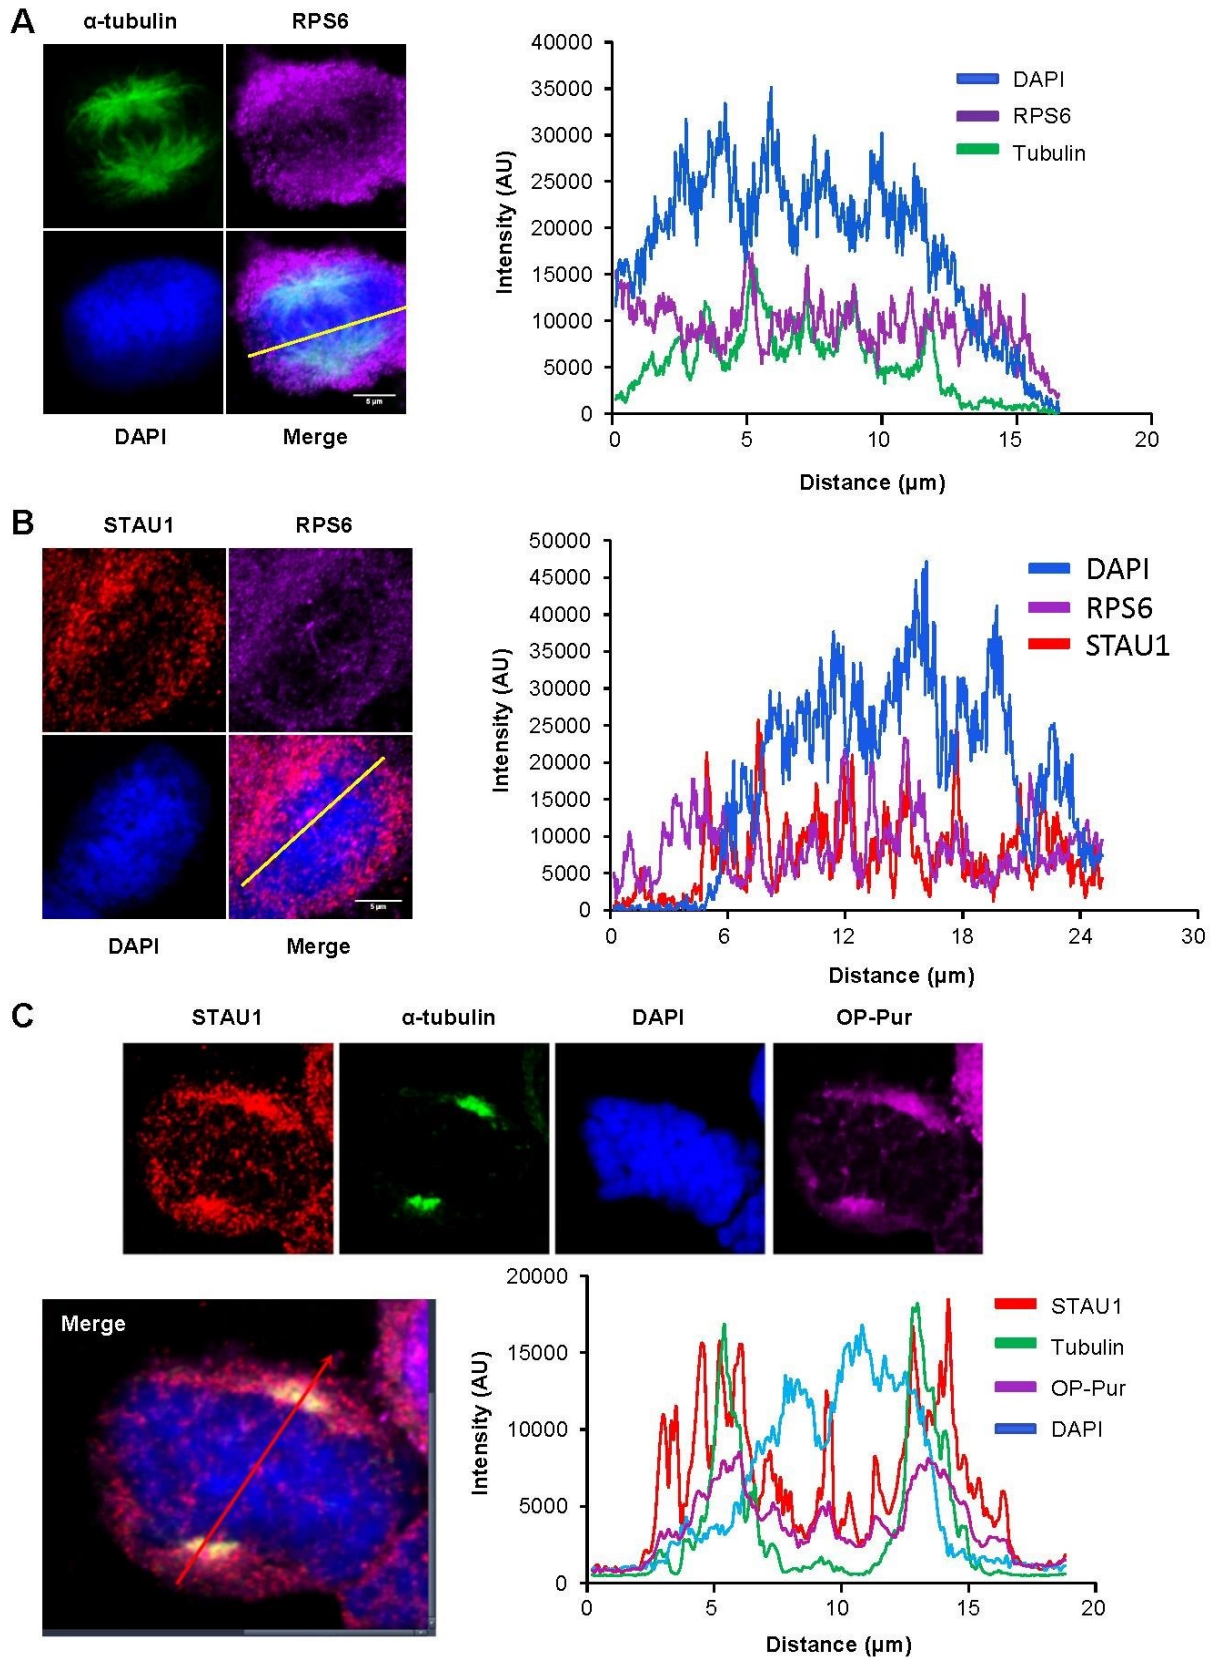 A
α-tubulin RPS6
DAPI Merge
5 µm
40000
35000
30000
25000
20000
15000
10000
5000
0
Intensity (AU)
DAPI
RPS6
Tubulin
0 5 10 15 20
Distance (µm)
B
STAU1 RPS6
DAPI Merge
5 µm
50000
45000
40000
35000
30000
25000
20000
15000
10000
5000
0
Intensity (AU)
DAPI
RPS6
STAU1
0 6 12 18 24 30
Distance (µm)
C
STAU1 α-tubulin DAPI OP-Pur
Merge
20000
15000
10000
5000
0
Intensity (AU)
STAU1
Tubulin
OP-Pur
DAPI
0 5 10 15 20
Distance (µm)